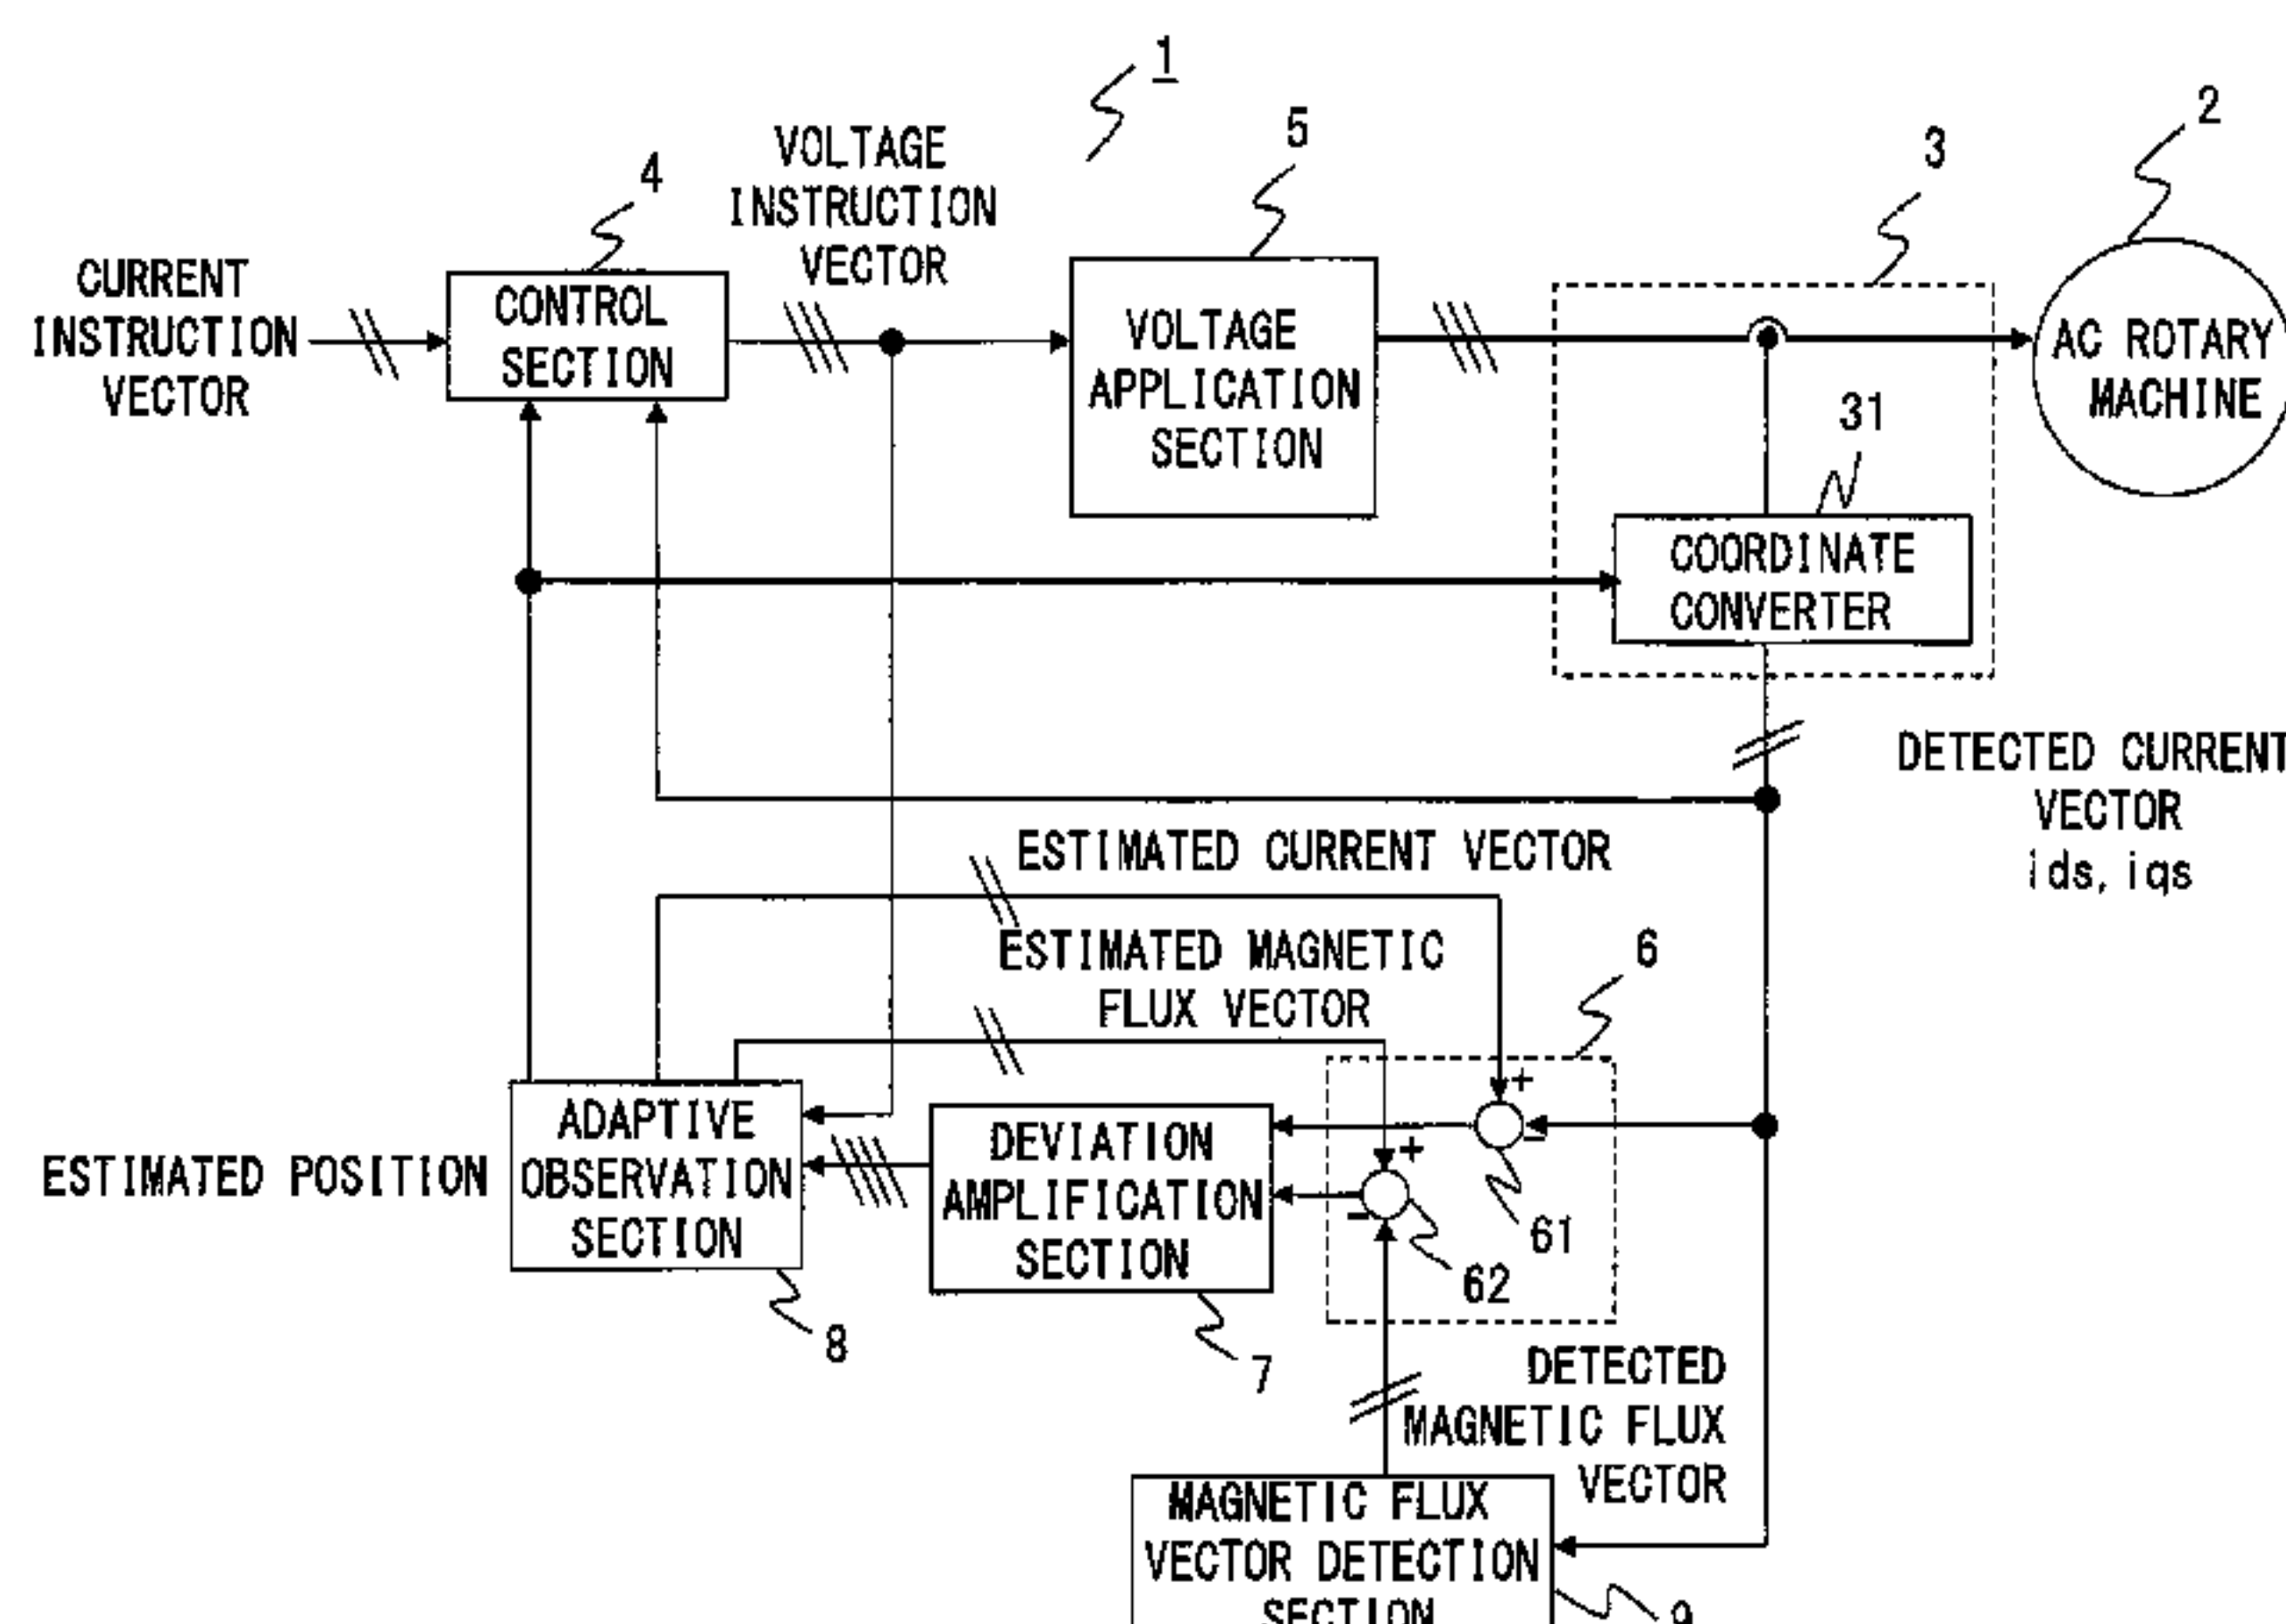 1
VOLTAGE
INSTRUCTION
VECTOR
4
5
3
2
CURRENT
INSTRUCTION
VECTOR
CONTROL
SECTION
VOLTAGE
APPLICATION
SECTION
AC ROTARY
MACHINE
31
COORDINATE
CONVERTER
DETECTED CURRENT
VECTOR
ids, iqs
ESTIMATED CURRENT VECTOR
ESTIMATED MAGNETIC
FLUX VECTOR
6
+
-
+
-
61
62
ESTIMATED POSITION
ADAPTIVE
OBSERVATION
SECTION
8
DEVIATION
AMPLIFICATION
SECTION
7
DETECTED
MAGNETIC FLUX
VECTOR
MAGNETIC FLUX
VECTOR DETECTION
SECTION
9